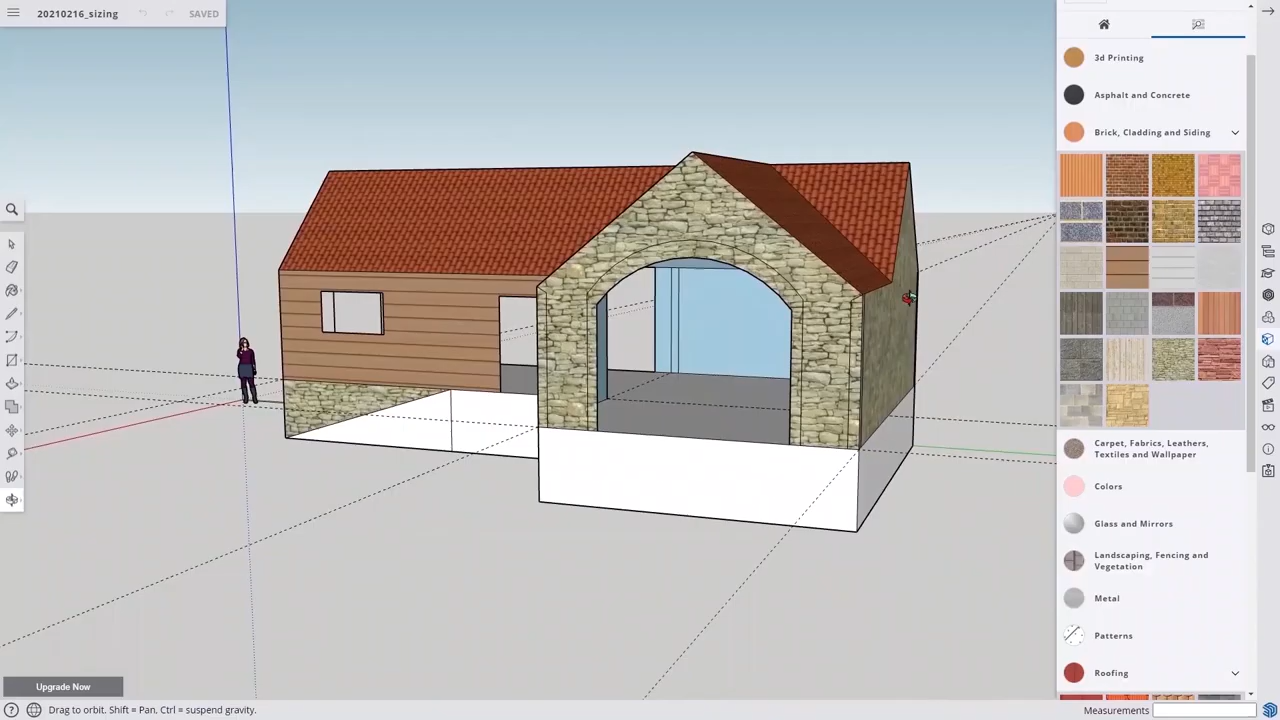 20210216_sizing
SAVED
3d Printing
Asphalt and Concrete
Brick, Cladding and Siding
Carpet, Fabrics, Leathers,
Textiles and Wallpaper
Colors
Glass and Mirrors
Landscaping, Fencing and
Vegetation
Metal
Patterns
Roofing
Upgrade Now
Drag to orbit. Shift = Pan, Ctrl = suspend gravity.
Measurements